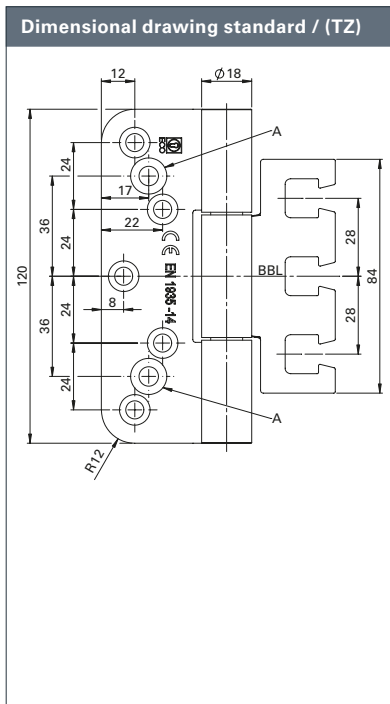 Dimensional drawing standard / (TZ)
12
Ø18
A
ECO
24
17
36
22
24
28
120
CE EN 1935-14
BBL
84
8
24
36
28
24
A
R12